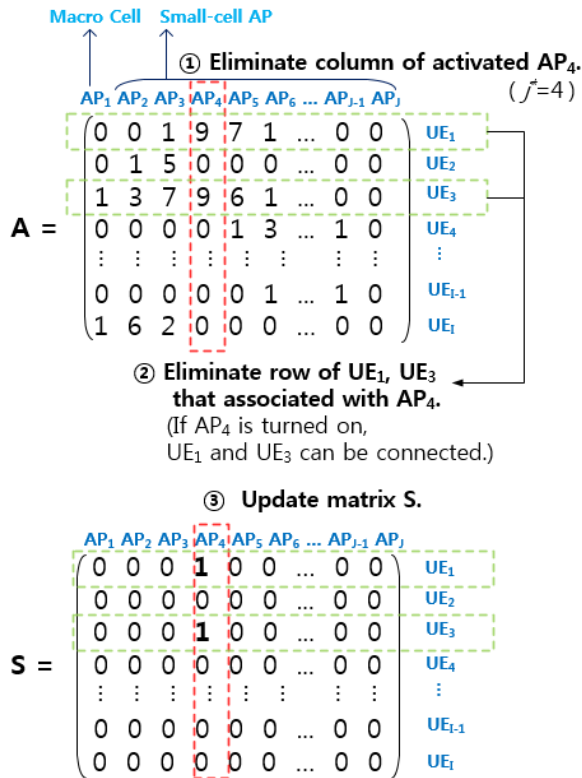 Macro Cell Small-cell AP
① Eliminate column of activated AP₄.
( j*=4)
AP₁ AP₂ AP₃ AP₄ AP₅ AP₆ ... AP_J-1 AP_J
0 0 1 9 7 1 ... 0 0 UE₁
0 1 5 0 0 0 ... 0 0 UE₂
1 3 7 9 6 1 ... 0 0 UE₃
A =
0 0 0 0 1 3 ... 1 0 UE₄
⋮ ⋮ ⋮ ⋮ ⋮ ⋮ ⋮ ⋮ ⋮
0 0 0 0 0 1 ... 1 0 UE_I-1
1 6 2 0 0 0 ... 0 0 UE_I
② Eliminate row of UE₁, UE₃
that associated with AP₄.
(If AP₄ is turned on,
UE₁ and UE₃ can be connected.)
③ Update matrix S.
AP₁ AP₂ AP₃ AP₄ AP₅ AP₆ ... AP_J-1 AP_J
0 0 0 1 0 0 ... 0 0 UE₁
0 0 0 0 0 0 ... 0 0 UE₂
0 0 0 1 0 0 ... 0 0 UE₃
S =
0 0 0 0 0 0 ... 0 0 UE₄
⋮ ⋮ ⋮ ⋮ ⋮ ⋮ ⋮ ⋮ ⋮
0 0 0 0 0 0 ... 0 0 UE_I-1
0 0 0 0 0 0 ... 0 0 UE_I